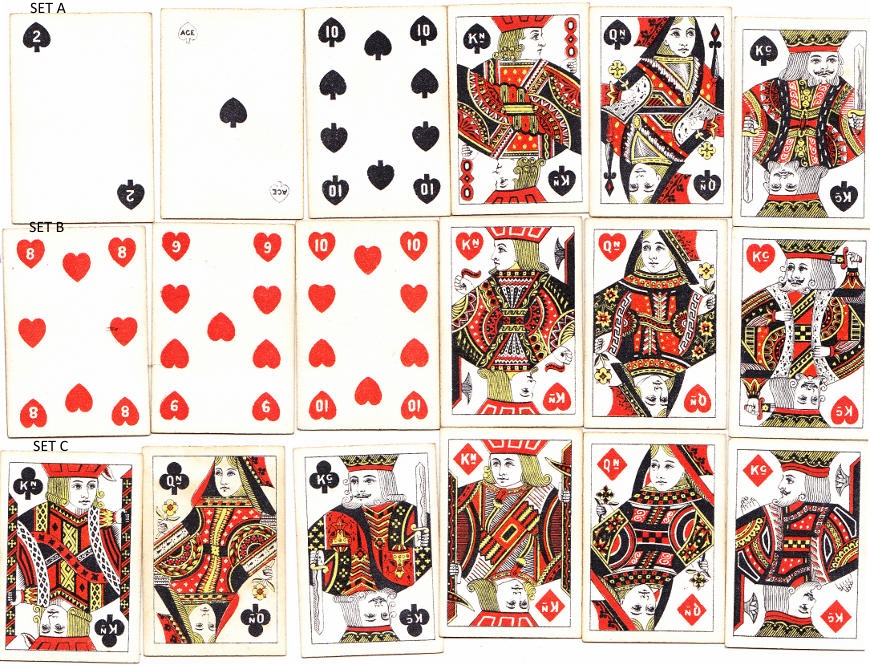 SET A
2 ACE 10 10 KN QN KG
2 ACE 10 10 KN QN KG
SET B
8 8 9 9 10 10 KN QN KG
8 8 9 9 10 10 KN QN KG
SET C
KN QN KG KN QN KG
KN QN KG KN QN KG